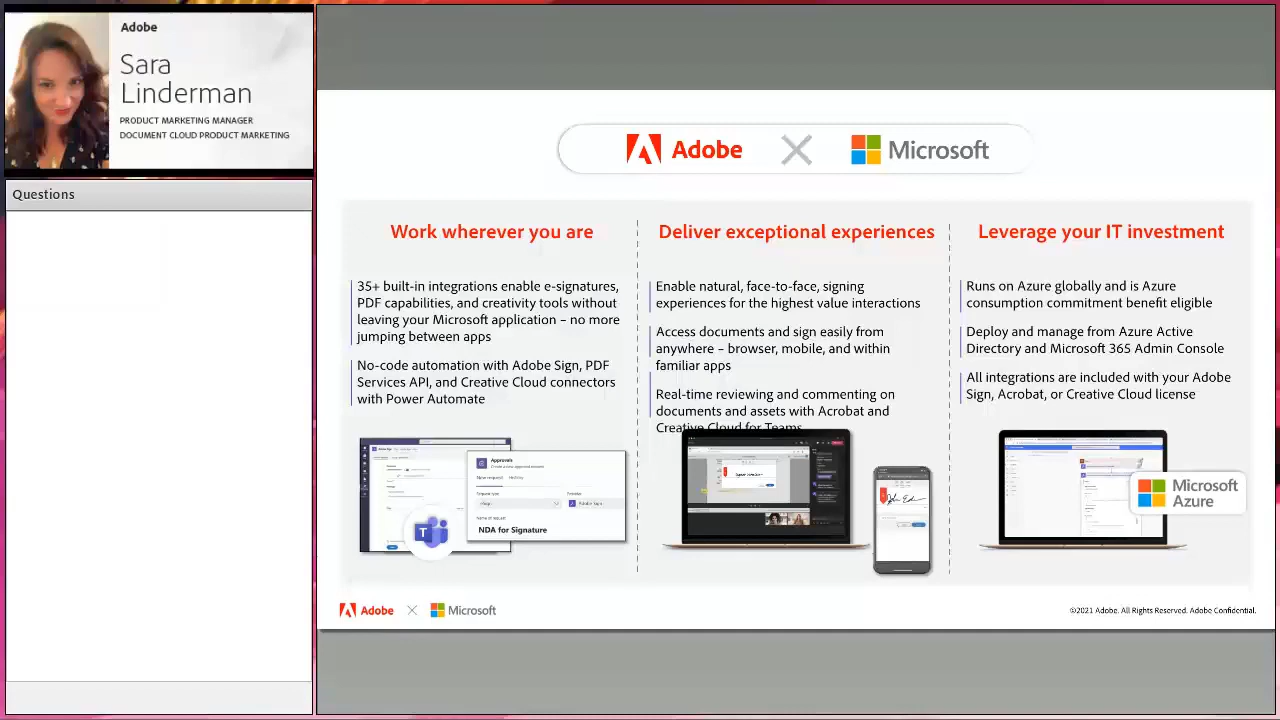 Adobe
Sara
Linderman
PRODUCT MARKETING MANAGER
DOCUMENT CLOUD PRODUCT MARKETING
Questions
Adobe
Microsoft
Work wherever you are
35+ built-in integrations enable e-signatures,
PDF capabilities, and creativity tools without
leaving your Microsoft application – no more
jumping between apps
No-code automation with Adobe Sign, PDF
Services API, and Creative Cloud connectors
with Power Automate
Approvals
NDA for Signature
Deliver exceptional experiences
Enable natural, face-to-face, signing
experiences for the highest value interactions
Access documents and sign easily from
anywhere – browser, mobile, and within
familiar apps
Real-time reviewing and commenting on
documents and assets with Acrobat and
Creative Cloud for Teams
Leverage your IT investment
Runs on Azure globally and is Azure
consumption commitment benefit eligible
Deploy and manage from Azure Active
Directory and Microsoft 365 Admin Console
All integrations are included with your Adobe
Sign, Acrobat, or Creative Cloud license
Microsoft
Azure
Adobe
Microsoft
©2021 Adobe. All Rights Reserved. Adobe Confidential.